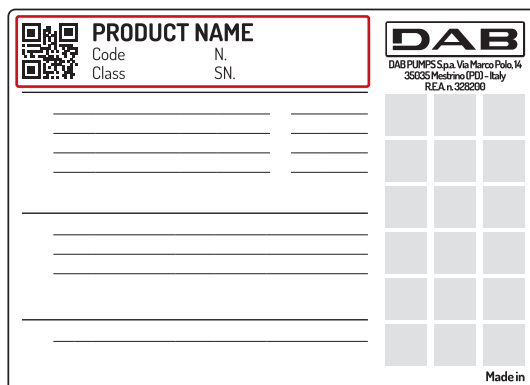 PRODUCT NAME
Code N.
Class SN.
DAB
DAB PUMPS S.p.a. Via Marco Polo, 14
35035 Mestrino (PD) - Italy
R.E.A. n. 328200
Made in